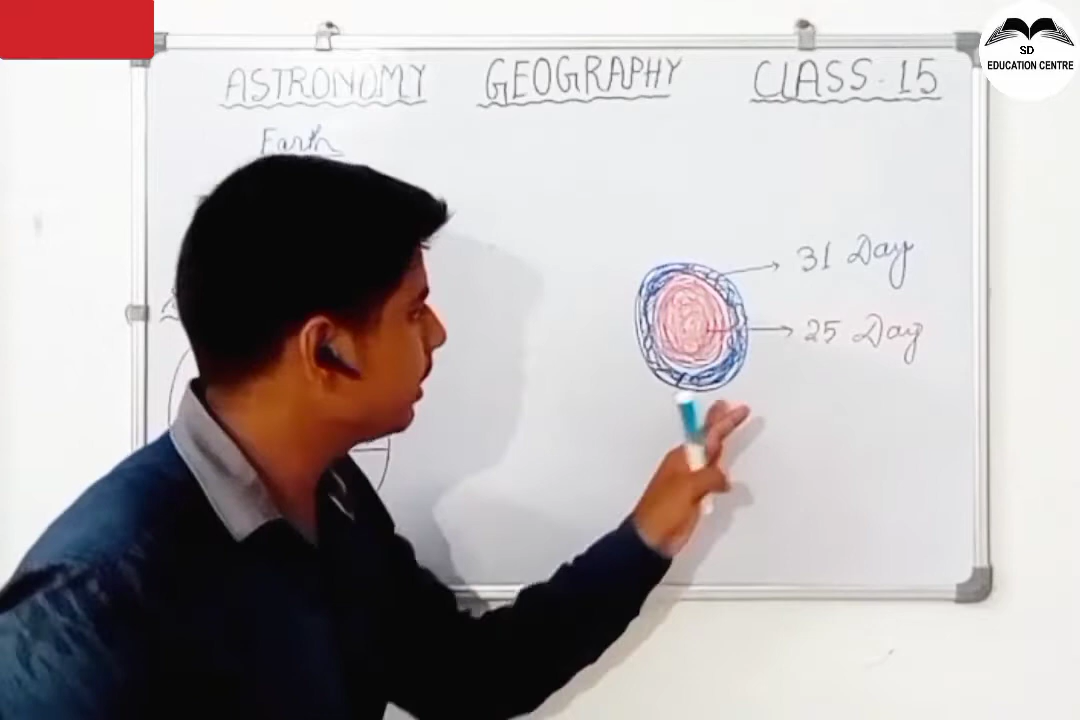 ASTRONOMY GEOGRAPHY CLASS-15
Earth
31 Day
25 Day
SD
EDUCATION CENTRE